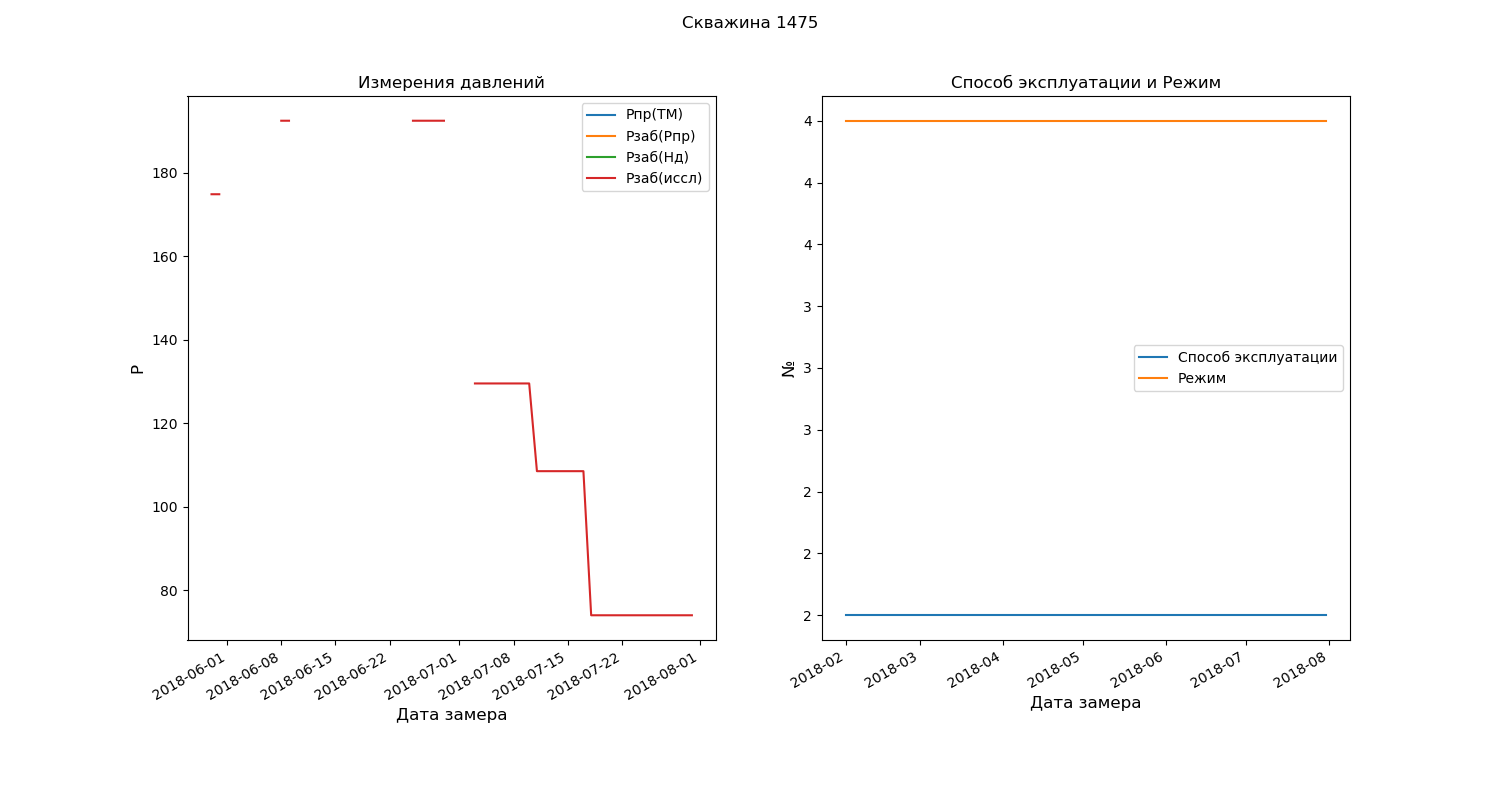 Скважина 1475
Измерения давлений
Рпр(ТМ)
Рзаб(Рпр)
Рзаб(Нд)
Рзаб(иссл)
180
160
140
120
100
80
Р
2018-06-01
2018-06-08
2018-06-15
2018-06-22
2018-07-01
2018-07-08
2018-07-15
2018-07-22
2018-08-01
Дата замера
Способ эксплуатации и Режим
4
4
4
3
3
3
2
2
2
№
Способ эксплуатации
Режим
2018-02
2018-03
2018-04
2018-05
2018-06
2018-07
2018-08
Дата замера